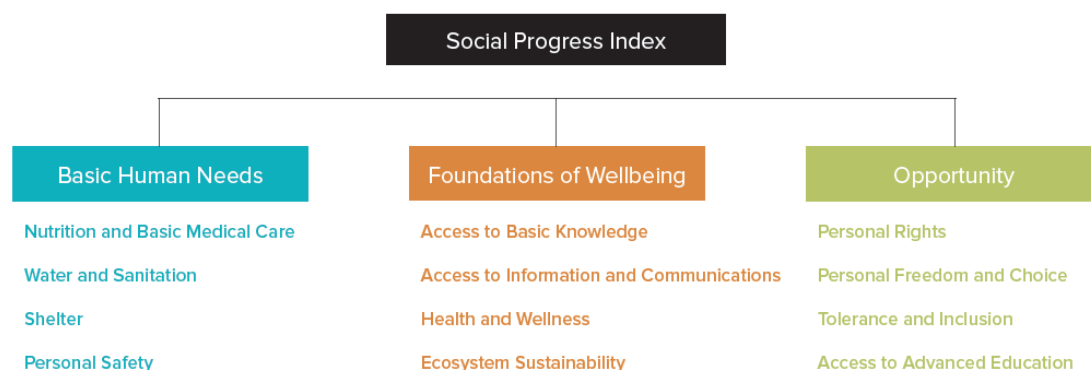 Social Progress Index
Basic Human Needs
Nutrition and Basic Medical Care
Water and Sanitation
Shelter
Personal Safety
Foundations of Wellbeing
Access to Basic Knowledge
Access to Information and Communications
Health and Wellness
Ecosystem Sustainability
Opportunity
Personal Rights
Personal Freedom and Choice
Tolerance and Inclusion
Access to Advanced Education